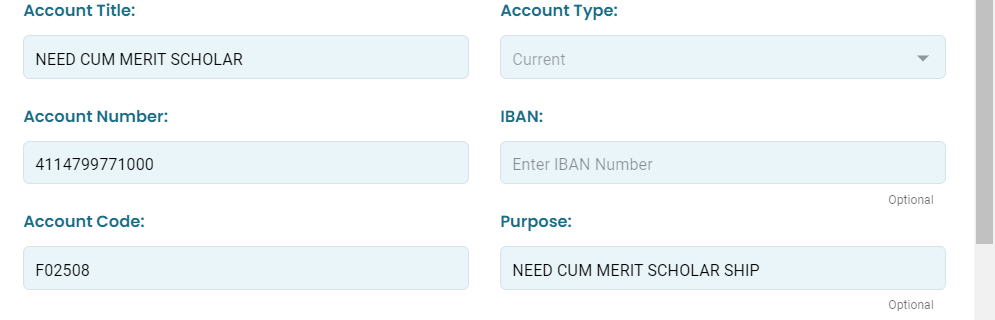 Account Title:
Account Type:
NEED CUM MERIT SCHOLAR
Current
Account Number:
IBAN:
4114799771000
Enter IBAN Number
Optional
Account Code:
Purpose:
F02508
NEED CUM MERIT SCHOLAR SHIP
Optional